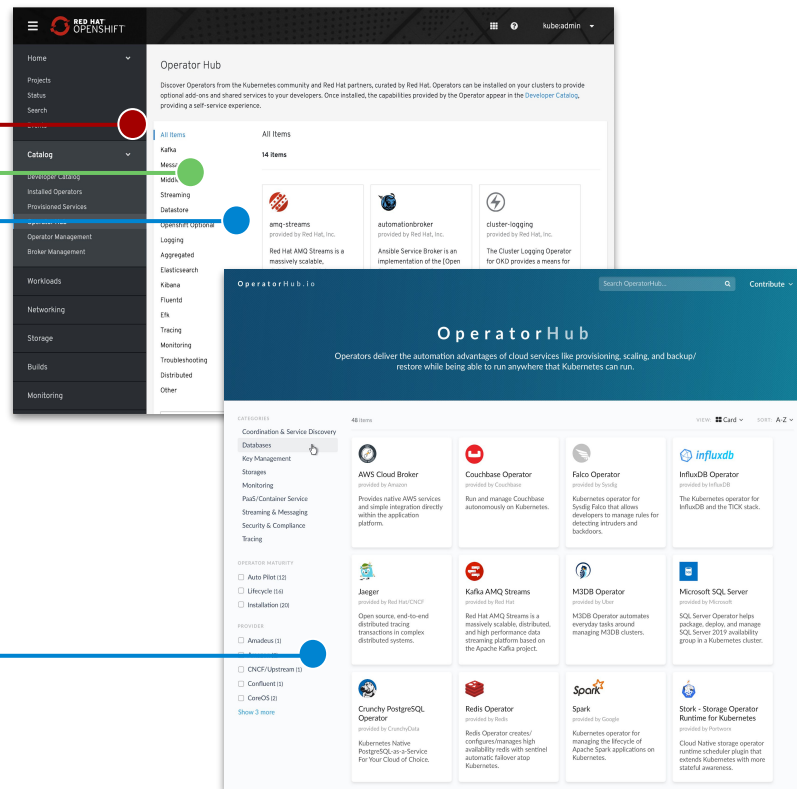 RED HAT
OPENSHIFT
kube:admin
Home
Projects
Status
Search
Catalog
Developer Catalog
Installed Operators
Provisioned Services
Operator Management
Broker Management
Workloads
Networking
Storage
Builds
Monitoring
Operator Hub
Discover Operators from the Kubernetes community and Red Hat partners, curated by Red Hat. Operators can be installed on your clusters to provide
optional add-ons and shared services to your developers. Once installed, the capabilities provided by the Operator appear in the Developer Catalog,
providing a self-service experience.
All Items
Kafka
Streaming
Datastore
Openshift Optional
Logging
Aggregated
Elasticsearch
Kibana
Fluentd
Efk
Tracing
Monitoring
Troubleshooting
Distributed
Other
All Items
14 items
amq-streams
provided by Red Hat, Inc.
Red Hat AMQ Streams is a
massively scalable,
automationbroker
provided by Red Hat, Inc.
Ansible Service Broker is an
implementation of the [Open
cluster-logging
provided by Red Hat, Inc.
The Cluster Logging Operator
for OKD provides a means for
OperatorHub.io
Search OperatorHub...
Contribute
OperatorHub
Operators deliver the automation advantages of cloud services like provisioning, scaling, and backup/
restore while being able to run anywhere that Kubernetes can run.
CATEGORIES
Coordination & Service Discovery
Databases
Key Management
Storages
Monitoring
PaaS/Container Service
Streaming & Messaging
Security & Compliance
Tracing
OPERATOR MATURITY
Auto Pilot (12)
Lifecycle (16)
Installation (20)
PROVIDER
Amadeus (1)
CNCF/Upstream (1)
Confluent (1)
CoreOS (2)
Show 3 more
48 items
VIEW: Card
SORT: A-Z
AWS Cloud Broker
provided by Amazon
Provides native AWS services
and simple integration directly
within the application
platform.
Couchbase Operator
provided by Couchbase
Run and manage Couchbase
autonomously on Kubernetes.
Falco Operator
provided by Sysdig
Kubernetes operator for
Sysdig Falco that allows
developers to manage rules for
detecting intruders and
backdoors.
influxdb
InfluxDB Operator
provided by InfluxDB
The Kubernetes operator for
InfluxDB and the TICK stack.
Jaeger
provided by Red Hat/CNCF
Open source, end-to-end
distributed tracing
transactions in complex
distributed systems.
Kafka AMQ Streams
provided by Red Hat
Red Hat AMQ Streams is a
massively scalable, distributed,
and high performance data
streaming platform based on
the Apache Kafka project.
M3DB Operator
provided by Uber
M3DB Operator automates
everyday tasks around
managing M3DB clusters.
Microsoft SQL Server
provided by Microsoft
SQL Server Operator helps
package, deploy, and manage
SQL Server 2019 availability
group in a Kubernetes cluster.
Crunchy PostgreSQL
Operator
provided by CrunchyData
Kubernetes Native
PostgreSQL-as-a-Service
For Your Cloud of Choice.
Redis Operator
provided by Redis
Redis Operator creates/
configures/manages high
availability redis with sentinel
automatic failover atop
Kubernetes.
Spark
Spark
provided by Google
Kubernetes operator for
managing the lifecycle of
Apache Spark applications on
Kubernetes.
Stork - Storage Operator
Runtime for Kubernetes
provided by Portworx
Cloud Native storage operator
runtime scheduler plugin that
extends Kubernetes with more
stateful awareness.